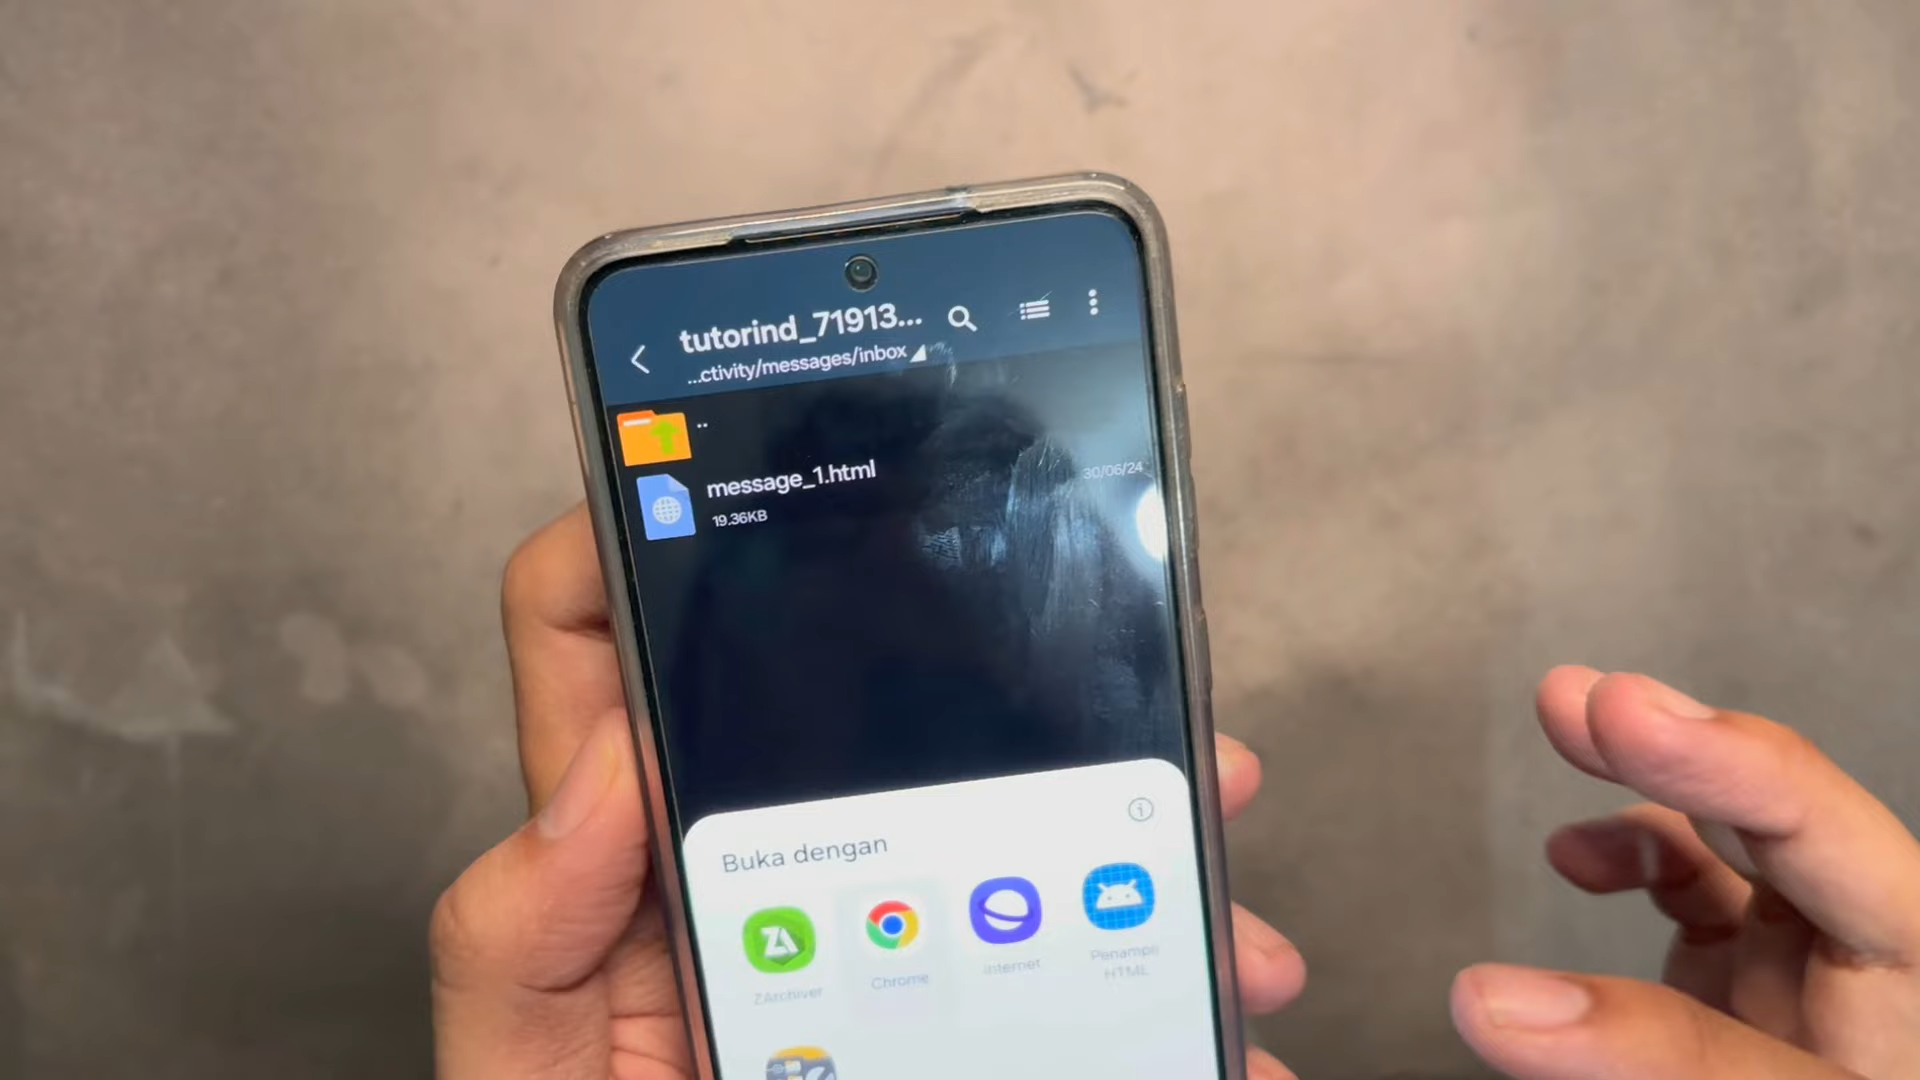 tutorind_71913...
...ctivity/messages/inbox
..
message_1.html
30/06/24
19.36KB
Buka dengan
ZArchiver
Chrome
Internet
Penampil
HTML